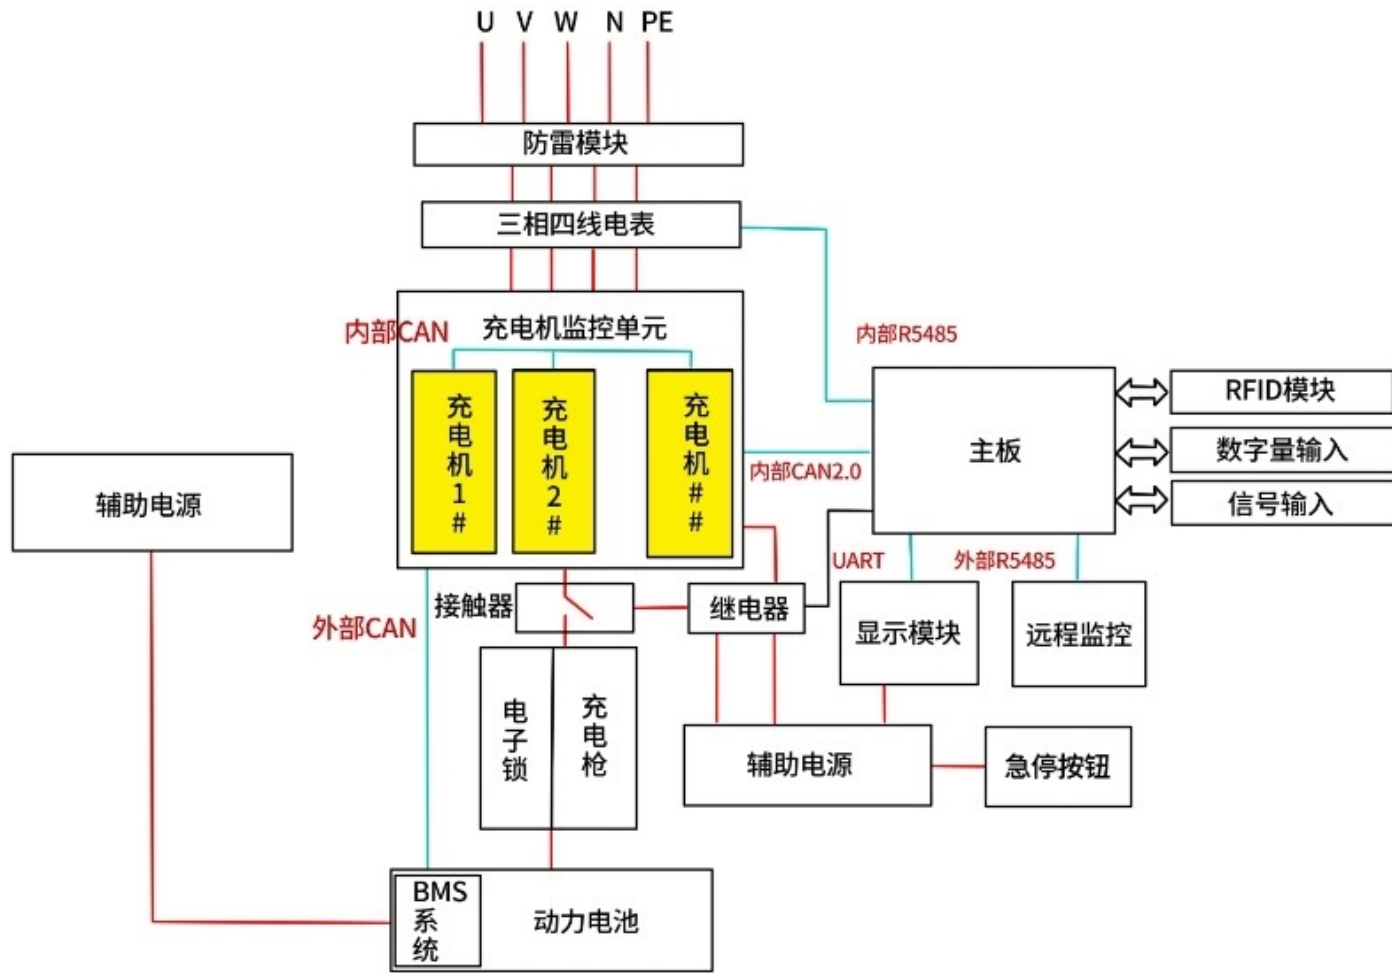 U V W N PE
防雷模块
三相四线电表
内部CAN
充电机监控单元
内部R5485
充电机1#
充电机2#
充电机##
主板
RFID模块
数字量输入
信号输入
内部CAN2.0
辅助电源
UART
外部R5485
接触器
继电器
外部CAN
显示模块
远程监控
电子锁
充电枪
辅助电源
急停按钮
BMS
系统
动力电池